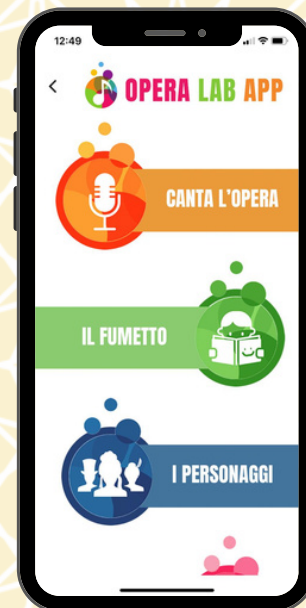 12:49
OPERA LAB APP
CANTA L'OPERA
IL FUMETTO
I PERSONAGGI